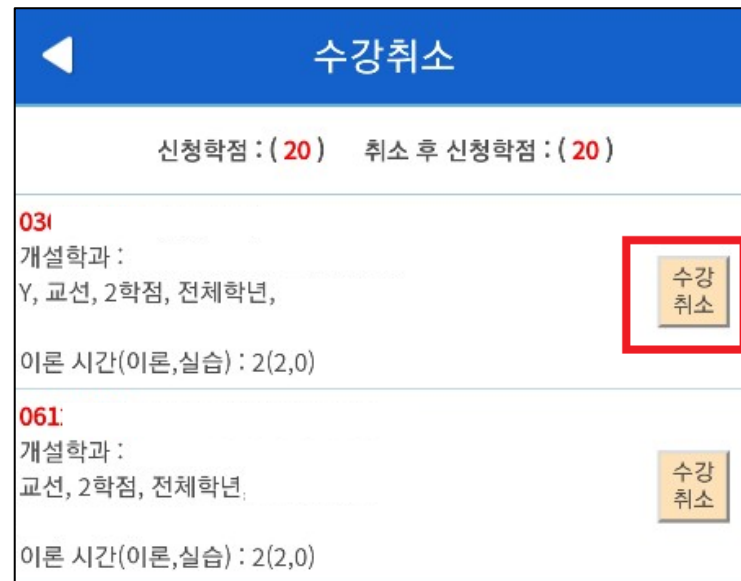 수강취소
신청학점 : ( 20 ) 취소 후 신청학점 : ( 20 )
개설학과 :
Y, 교선, 2학점, 전체학년,
수강
취소
이론 시간(이론,실습) : 2(2,0)
개설학과 :
교선, 2학점, 전체학년
수강
취소
이론 시간(이론,실습) : 2(2,0)